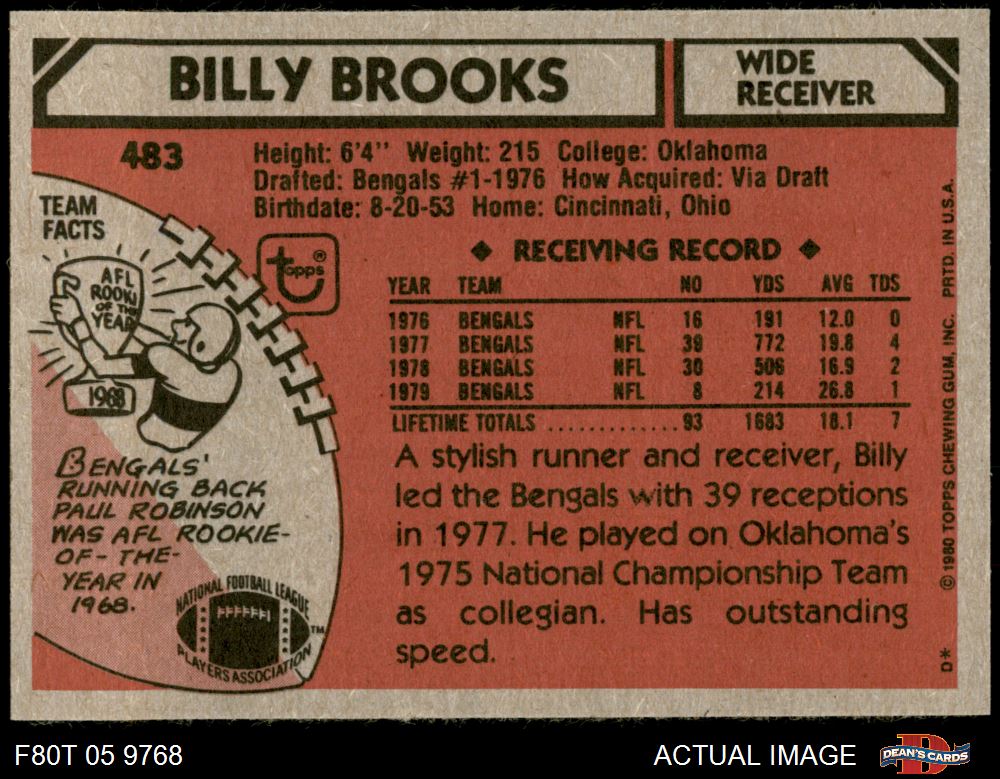 BILLY BROOKS
WIDE
RECEIVER
483
Height: 6'4" Weight: 215 College: Oklahoma
Drafted: Bengals #1-1976 How Acquired: Via Draft
Birthdate: 8-20-53 Home: Cincinnati, Ohio
TEAM
FACTS
AFL
ROOKI
OF THE
YEAR
1968
BENGALS'
RUNNING BACK
PAUL ROBINSON
WAS AFL ROOKIE-
OF-THE-
YEAR IN
1968.
NATIONAL FOOTBALL LEAGUE
PLAYERS ASSOCIATION
TM
topps®
◆ RECEIVING RECORD ◆
YEAR TEAM NO YDS AVG TDS
1976 BENGALS NFL 16 191 12.0 0
1977 BENGALS NFL 39 772 19.8 4
1978 BENGALS NFL 30 506 16.9 2
1979 BENGALS NFL 8 214 26.8 1
LIFETIME TOTALS ............ 93 1683 18.1 7
A stylish runner and receiver, Billy
led the Bengals with 39 receptions
in 1977. He played on Oklahoma's
1975 National Championship Team
as collegian. Has outstanding
speed.
D* © 1980 TOPPS CHEWING GUM, INC. PRTD. IN U.S.A.
F80T 05 9768
ACTUAL IMAGE
DEAN'S CARDS